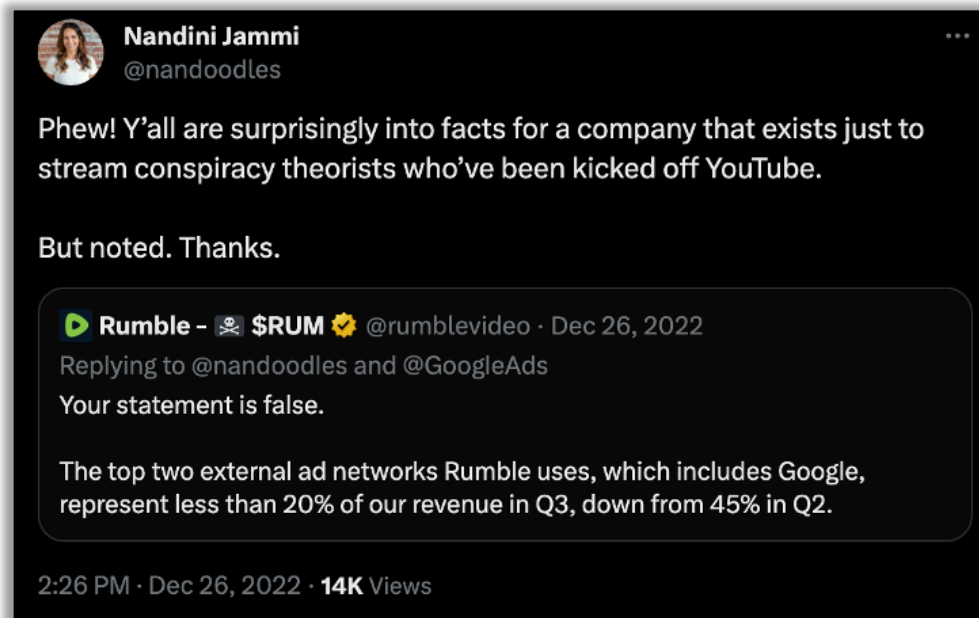 Nandini Jammi
@nandoodles
Phew! Y’all are surprisingly into facts for a company that exists just to
stream conspiracy theorists who’ve been kicked off YouTube.
But noted. Thanks.
Rumble - 🏴‍☠️ $RUM @rumblevideo · Dec 26, 2022
Replying to @nandoodles and @GoogleAds
Your statement is false.
The top two external ad networks Rumble uses, which includes Google,
represent less than 20% of our revenue in Q3, down from 45% in Q2.
2:26 PM · Dec 26, 2022 · 14K Views